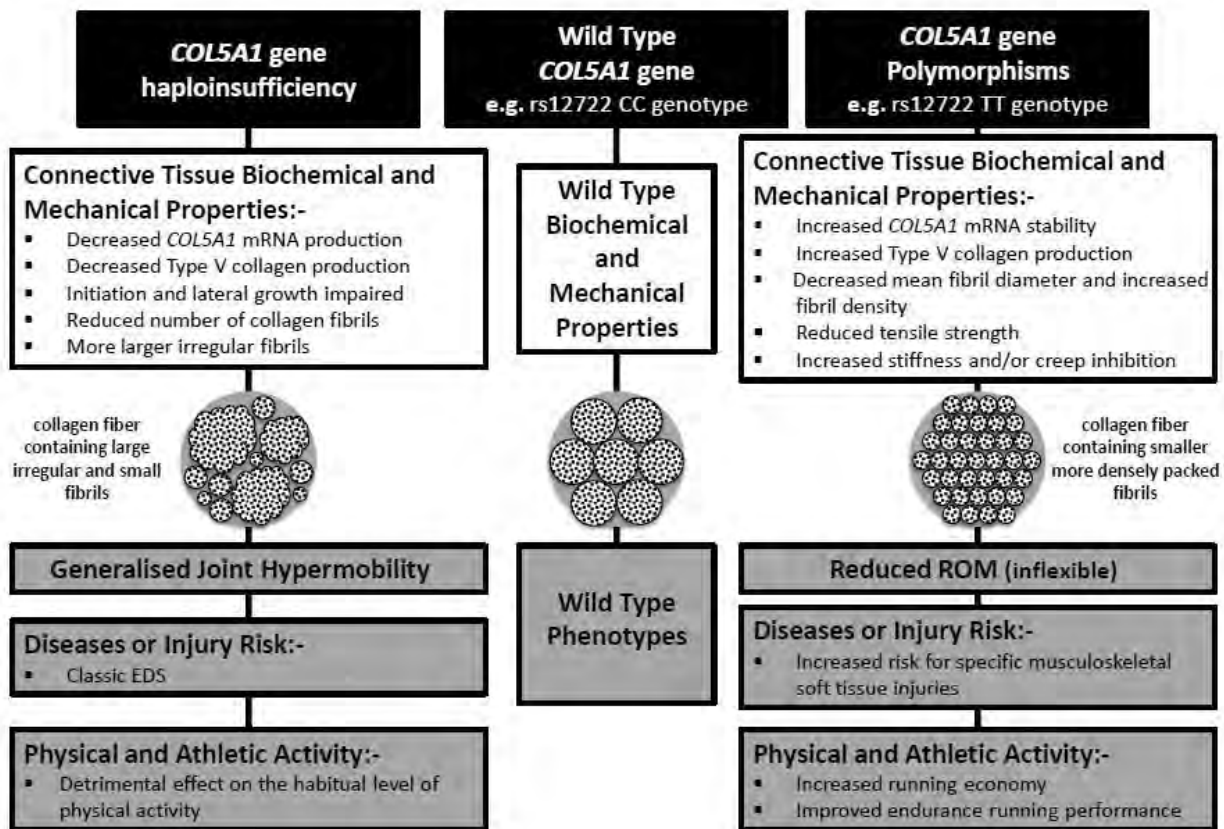 COL5A1 gene
haploinsufficiency
Wild Type
COL5A1 gene
e.g. rs12722 CC genotype
COL5A1 gene
Polymorphisms
e.g. rs12722 TT genotype
Connective Tissue Biochemical and
Mechanical Properties:-
▪ Decreased COL5A1 mRNA production
▪ Decreased Type V collagen production
▪ Initiation and lateral growth impaired
▪ Reduced number of collagen fibrils
▪ More larger irregular fibrils
Wild Type
Biochemical
and
Mechanical
Properties
Connective Tissue Biochemical and
Mechanical Properties:-
▪ Increased COL5A1 mRNA stability
▪ Increased Type V collagen production
▪ Decreased mean fibril diameter and increased
fibril density
▪ Reduced tensile strength
▪ Increased stiffness and/or creep inhibition
collagen fiber
containing large
irregular and small
fibrils
collagen fiber
containing smaller
more densely packed
fibrils
Generalised Joint Hypermobility
Diseases or Injury Risk:-
▪ Classic EDS
Physical and Athletic Activity:-
▪ Detrimental effect on the habitual level of
physical activity
Wild Type
Phenotypes
Reduced ROM (inflexible)
Diseases or Injury Risk:-
▪ Increased risk for specific musculoskeletal
soft tissue injuries
Physical and Athletic Activity:-
▪ Increased running economy
▪ Improved endurance running performance